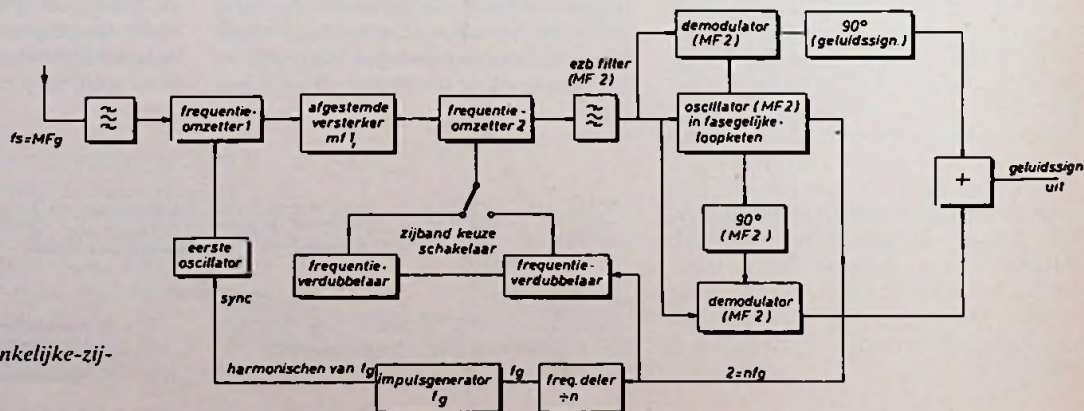 fs=MFg
frequentie-
omzetter 1
afgestemde
versterker
mf 1,
frequentie-
omzetter 2
ezb filter
(MF 2)
demodulator
(MF 2)
90°
(geluidssign.)
oscillator (MF2)
in fasegelijke-
loopketen
90°
(MF 2)
demodulator
(MF 2)
+
geluidssign
uit
eerste
oscillator
sync
zijband keuze
schakelaar
frequentie-
verdubbelaar
frequentie-
verdubbelaar
harmonischen van fg
impulsgenerator
fg
fg
freq. deler
÷n
2=nfg
nkelijke-zij-